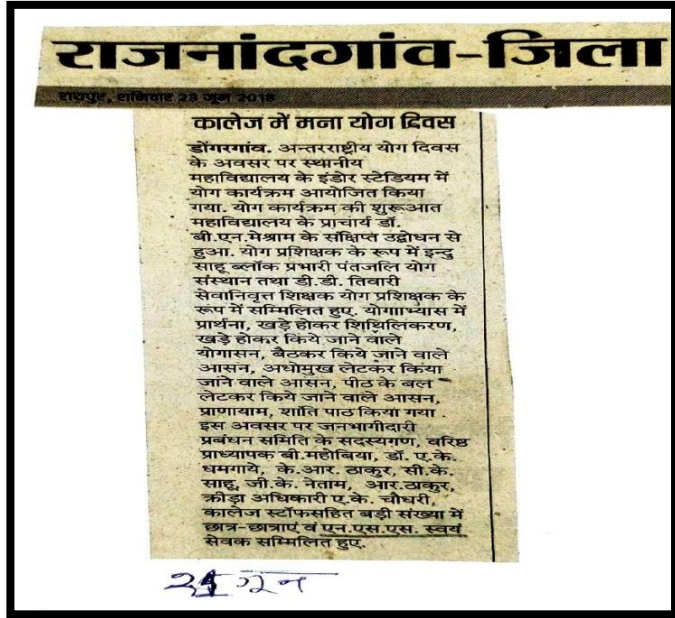 राजनांदगांव-जिला
रायपुर, शनिवार 23 जून 2018
कालेज में मना योग दिवस
डोंगरगांव. अन्तरराष्ट्रीय योग दिवस
के अवसर पर स्थानीय
महाविद्यालय के इंडोर स्टेडियम में
योग कार्यक्रम आयोजित किया
गया. योग कार्यक्रम की शुरूआत
महाविद्यालय के प्राचार्य डॉ.
बी.एन.मेश्राम के संक्षिप्त उद्बोधन से
हुआ. योग प्रशिक्षक के रूप में इन्दु
साहू ब्लॉक प्रभारी पंतजलि योग
संस्थान तथा डी.डी. तिवारी
सेवानिवृत्त शिक्षक योग प्रशिक्षक के
रूप में सम्मिलित हुए. योगााभ्यास में
प्रार्थना, खड़े होकर शिथिलिकरण,
खड़े होकर किये जाने वाले
योगासन, बैठकर किये जाने वाले
आसन, अधोमुख लेटकर किया
जाने वाले आसन, पीठ के बल
लेटकर किये जाने वाले आसन,
प्राणायाम, शांति पाठ किया गया .
इस अवसर पर जनभागीदारी
प्रबंधन समिति के सदस्यगण, वरिष्ठ
प्राध्यापक बी.महोबिया, डॉ. ए.के.
धमगाये, के.आर. ठाकुर, सी.के.
साहू, जी.के. नेताम, आर.ठाकुर,
क्रीड़ा अधिकारी ए.के. चौधरी,
कालेज स्टॉफसहित बड़ी संख्या में
छात्र-छात्राएं व एन.एस.एस. स्वयं
सेवक सम्मिलित हुए.
21 जून